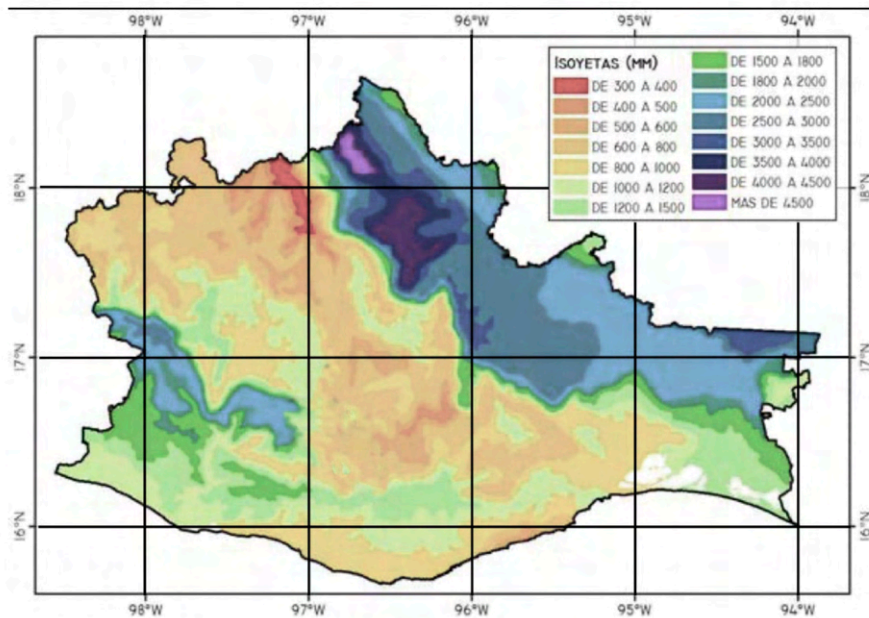 98°W 97°W 96°W 95°W 94°W
ISOYETAS (MM)
DE 300 A 400
DE 400 A 500
DE 500 A 600
DE 600 A 800
DE 800 A 1000
DE 1000 A 1200
DE 1200 A 1500
DE 1500 A 1800
DE 1800 A 2000
DE 2000 A 2500
DE 2500 A 3000
DE 3000 A 3500
DE 3500 A 4000
DE 4000 A 4500
MAS DE 4500
18°N 18°N
17°N 17°N
16°N 16°N
98°W 97°W 96°W 95°W 94°W